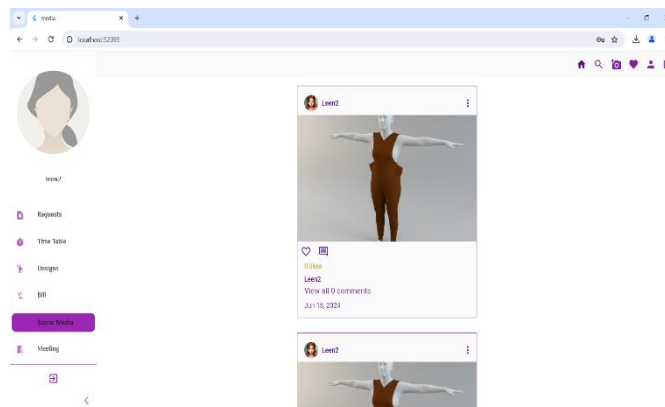 media
localhost:52095
Leen2
leen2
Requests
Time Table
Designs
Bill
Social Media
Meeting
0 likes
Leen2
View all 0 comments
Jun 18, 2024
Leen2